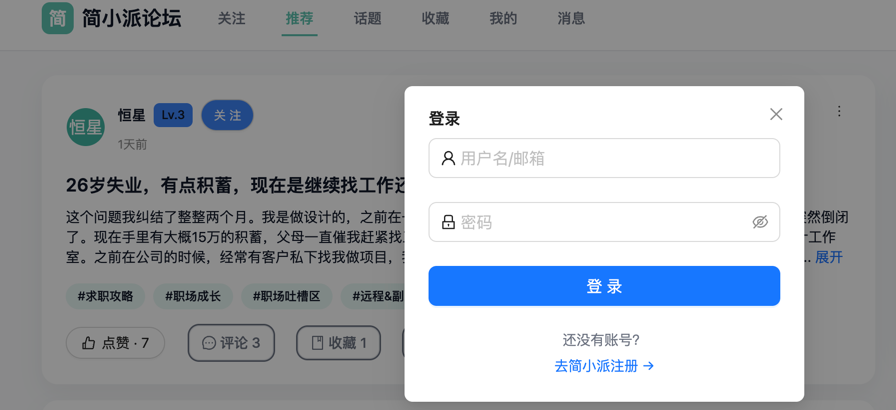 简 简小派论坛 关注 推荐 话题 收藏 我的 消息
恒星 恒星 Lv.3 关 注
1天前
26岁失业，有点积蓄，现在是继续找工作还
这个问题我纠结了整整两个月。我是做设计的，之前在一
然倒闭
了。现在手里有大概15万的积蓄，父母一直催我赶紧找
工作
室。之前在公司的时候，经常有客户私下找我做项目，
... 展开
#求职攻略 #职场成长 #职场吐槽区 #远程&副
点赞 · 7 评论 3 收藏 1
登录
用户名/邮箱
密码
登 录
还没有账号?
去简小派注册 →